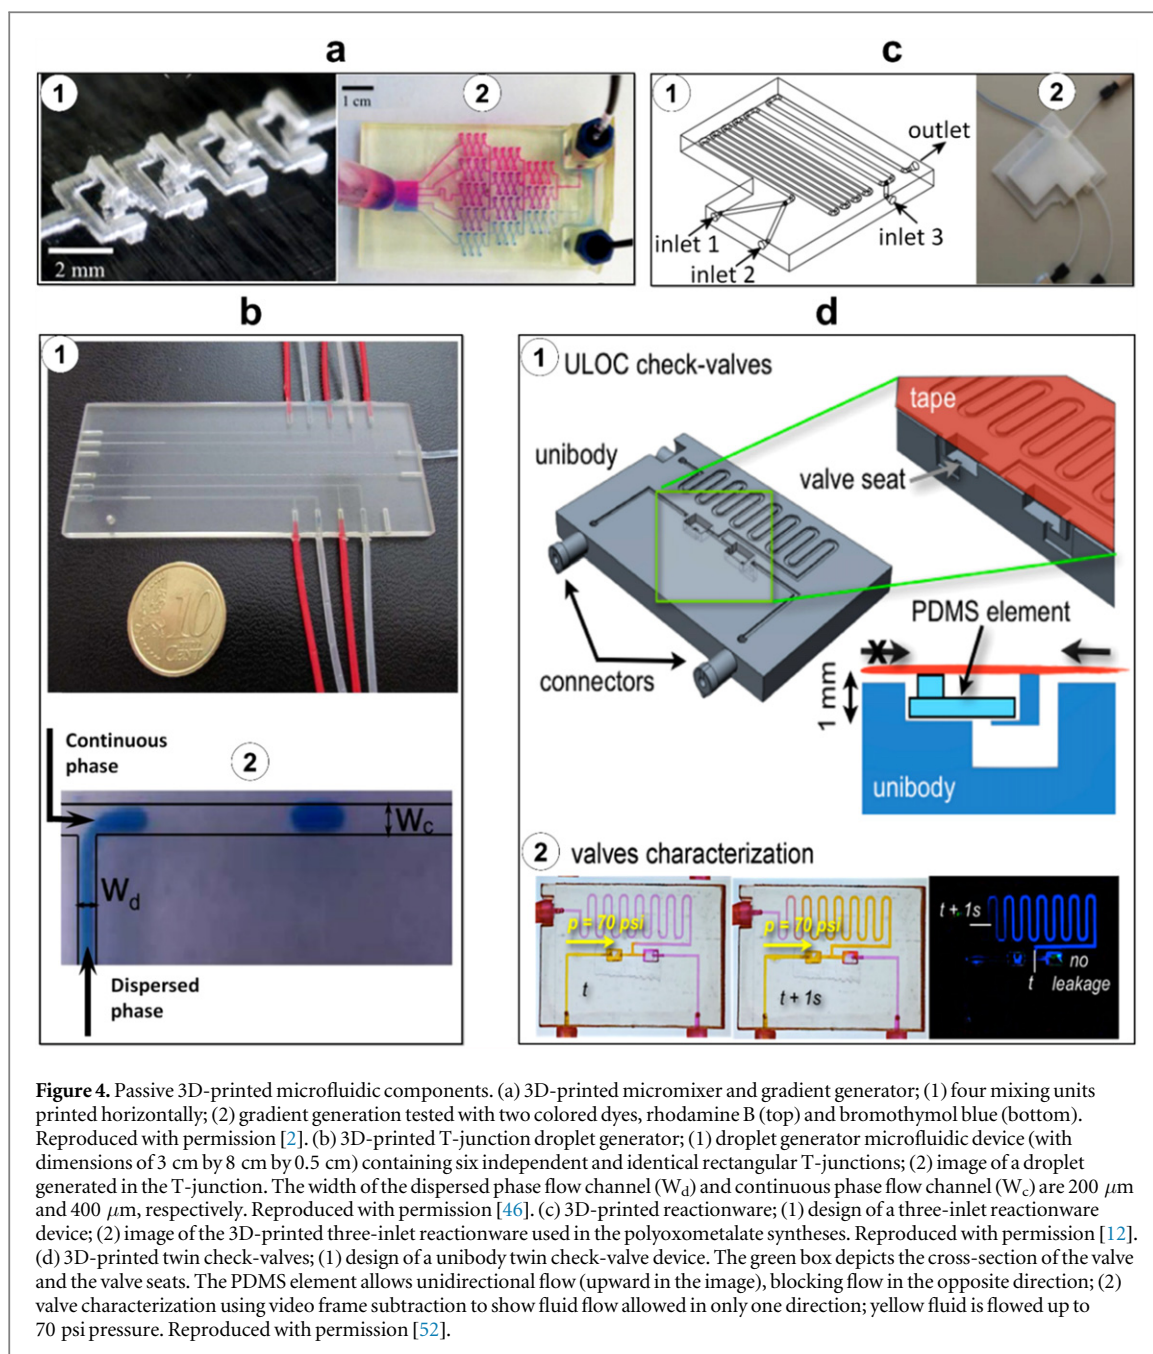 a
1
1 cm
2
2 mm
c
1
2
outlet
inlet 1
inlet 2
inlet 3
b
1
10
CENT
Continuous
phase
2
Wc
Wd
Dispersed
phase
d
1 ULOC check-valves
tape
unibody
valve seat
PDMS element
connectors
X
1 mm
unibody
2 valves characterization
p = 70 psi
t
p = 70 psi
t + 1s
t + 1s
t
no
leakage
Figure 4. Passive 3D-printed microfluidic components. (a) 3D-printed micromixer and gradient generator; (1) four mixing units
printed horizontally; (2) gradient generation tested with two colored dyes, rhodamine B (top) and bromothymol blue (bottom).
Reproduced with permission [2]. (b) 3D-printed T-junction droplet generator; (1) droplet generator microfluidic device (with
dimensions of 3 cm by 8 cm by 0.5 cm) containing six independent and identical rectangular T-junctions; (2) image of a droplet
generated in the T-junction. The width of the dispersed phase flow channel (Wd) and continuous phase flow channel (Wc) are 200 μm
and 400 μm, respectively. Reproduced with permission [46]. (c) 3D-printed reactionware; (1) design of a three-inlet reactionware
device; (2) image of the 3D-printed three-inlet reactionware used in the polyoxometalate syntheses. Reproduced with permission [12].
(d) 3D-printed twin check-valves; (1) design of a unibody twin check-valve device. The green box depicts the cross-section of the valve
and the valve seats. The PDMS element allows unidirectional flow (upward in the image), blocking flow in the opposite direction; (2)
valve characterization using video frame subtraction to show fluid flow allowed in only one direction; yellow fluid is flowed up to
70 psi pressure. Reproduced with permission [52].